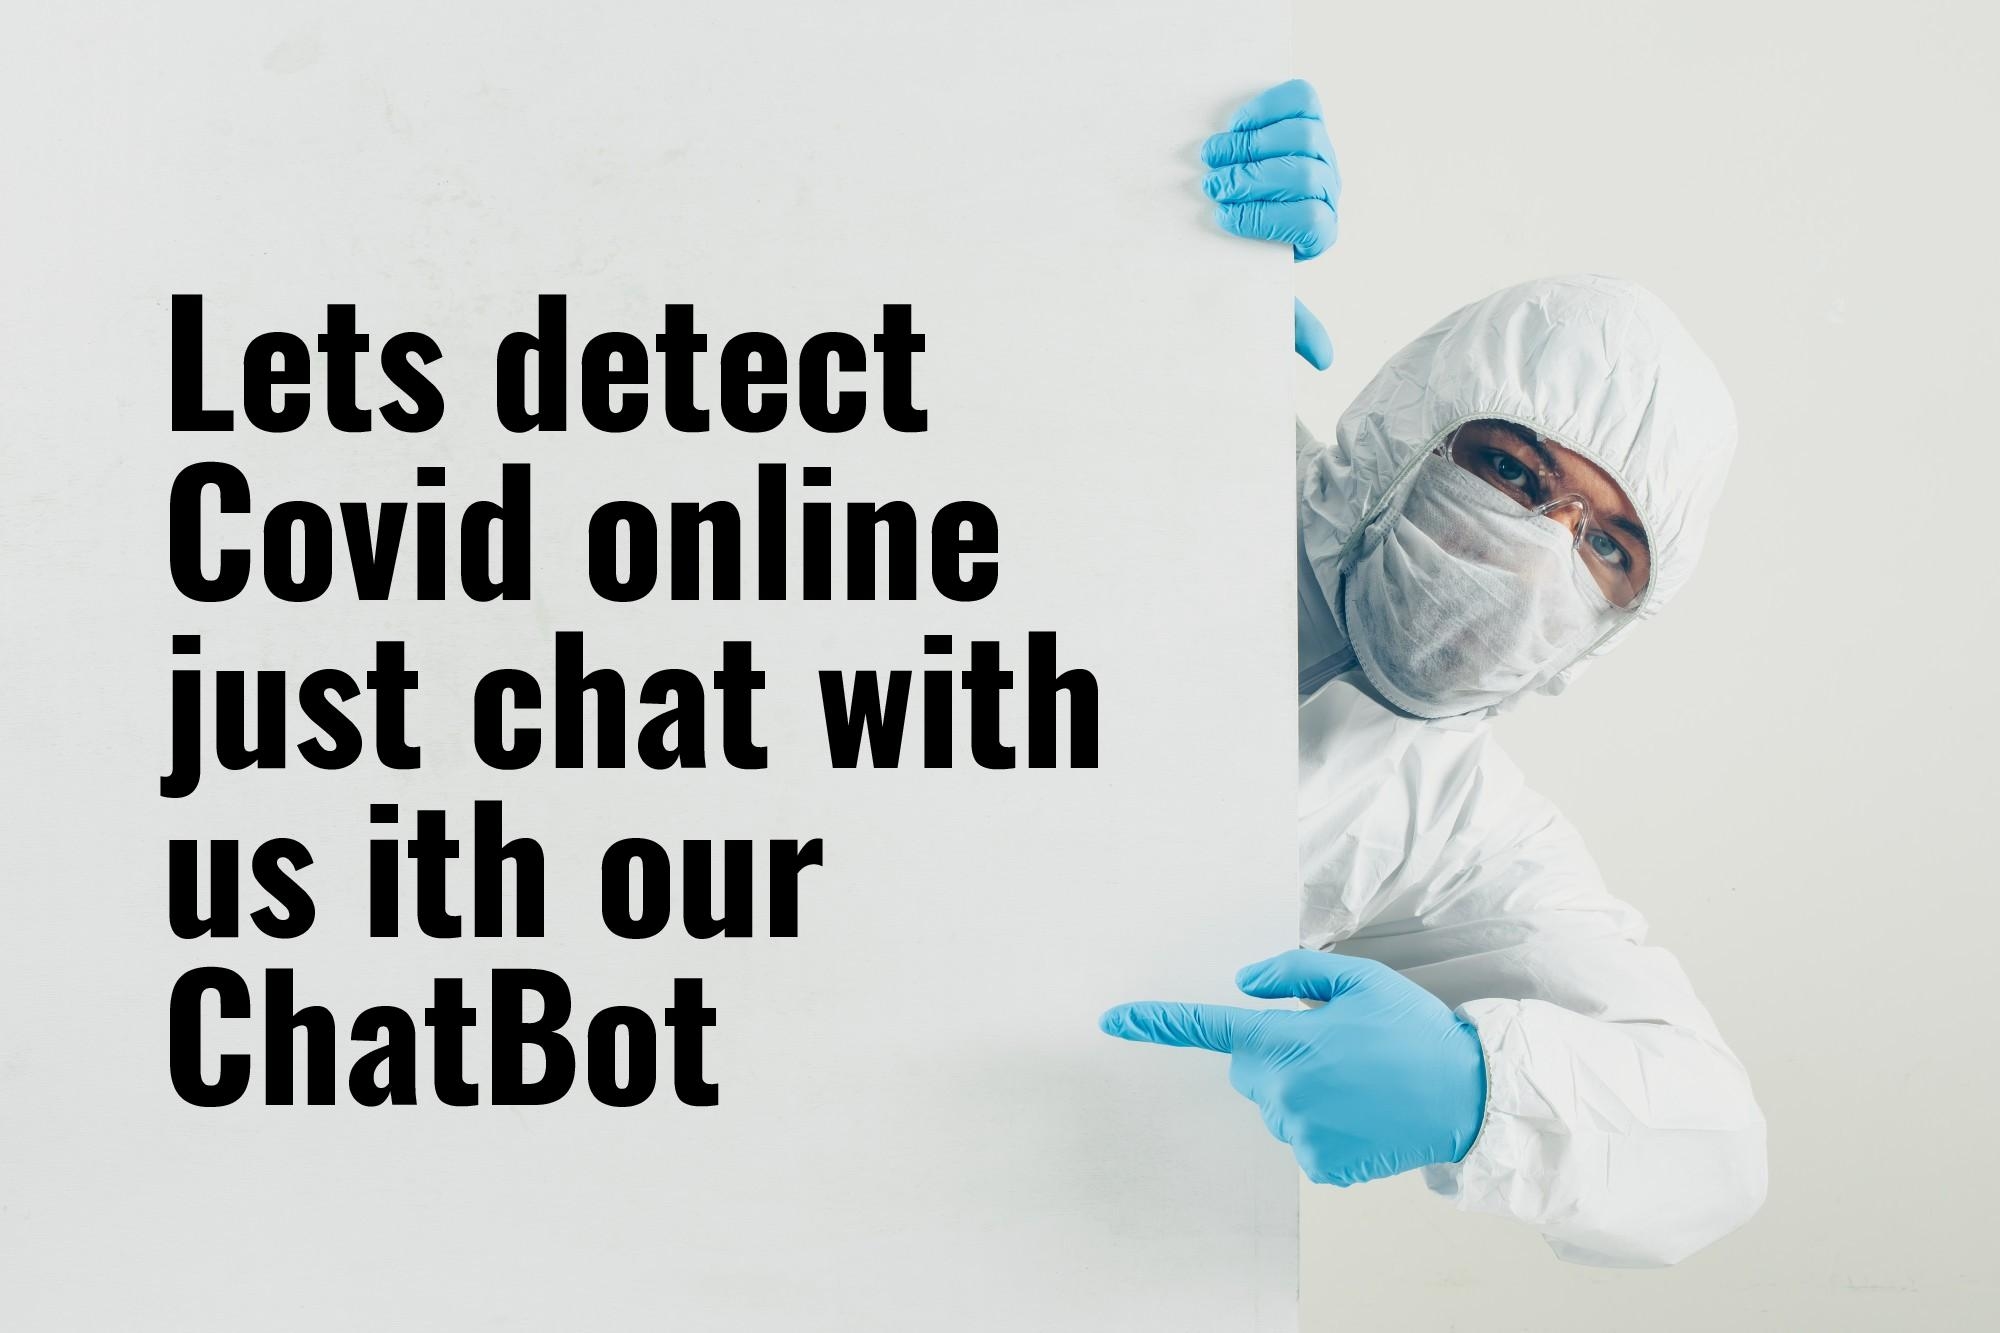 Lets detect
Covid online
just chat with
us ith our
ChatBot